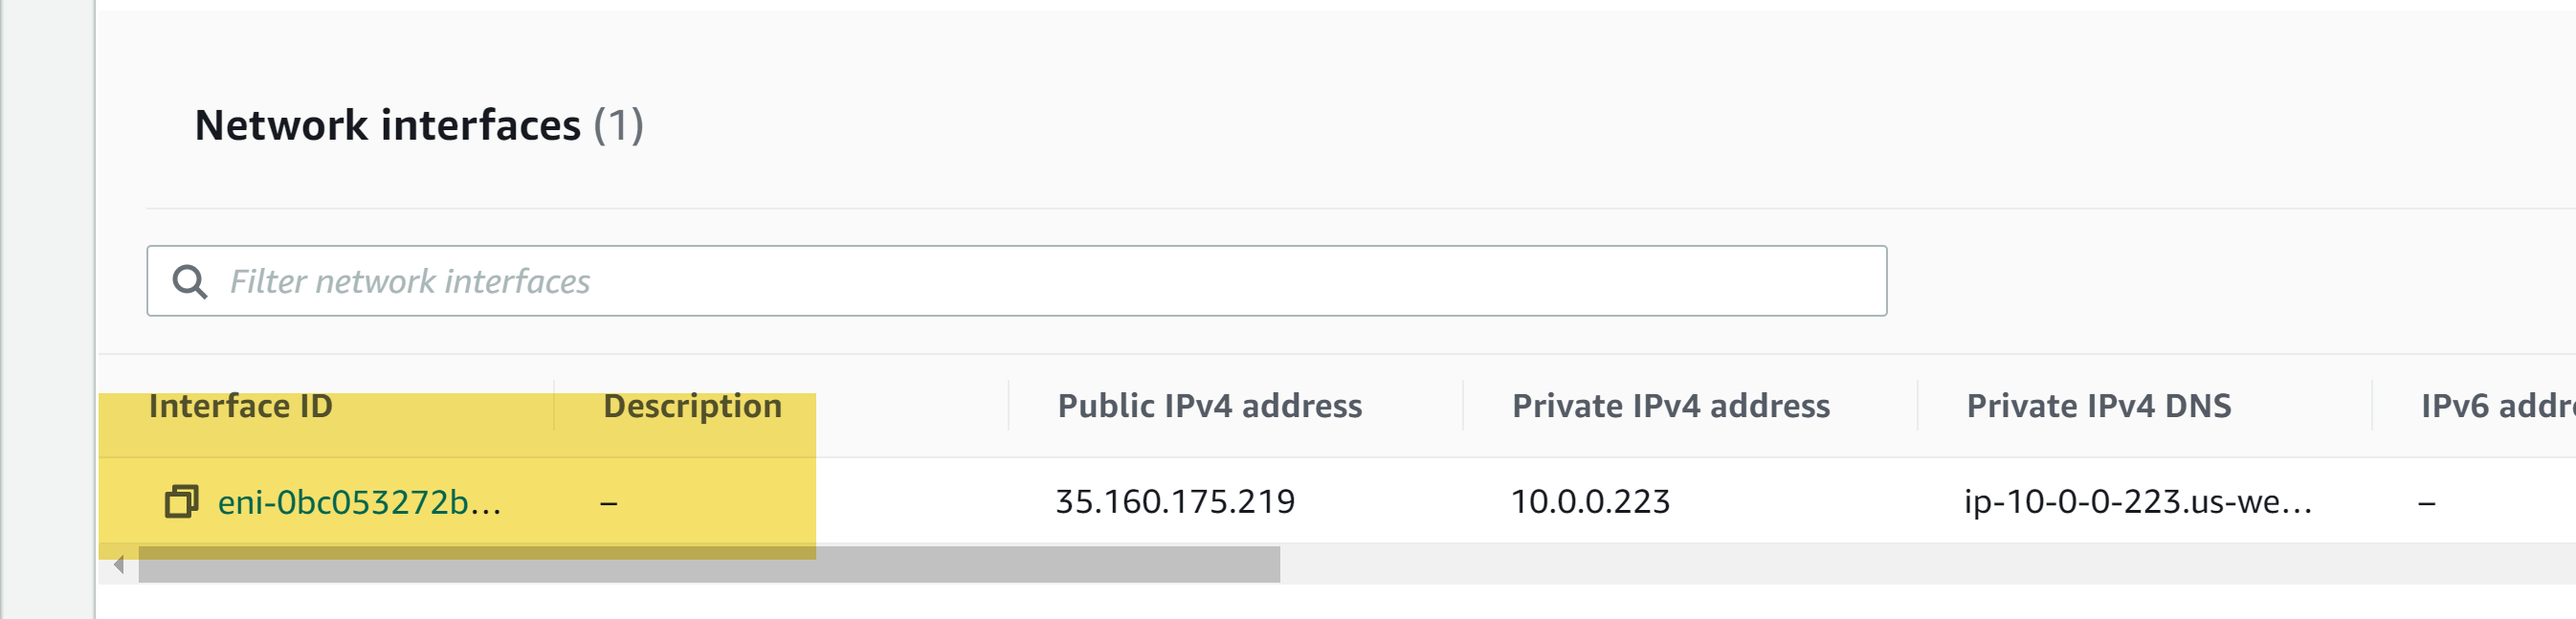 Network interfaces (1)
Filter network interfaces
Interface ID Description Public IPv4 address Private IPv4 address Private IPv4 DNS IPv6 addr
eni-0bc053272b... – 35.160.175.219 10.0.0.223 ip-10-0-0-223.us-we... –